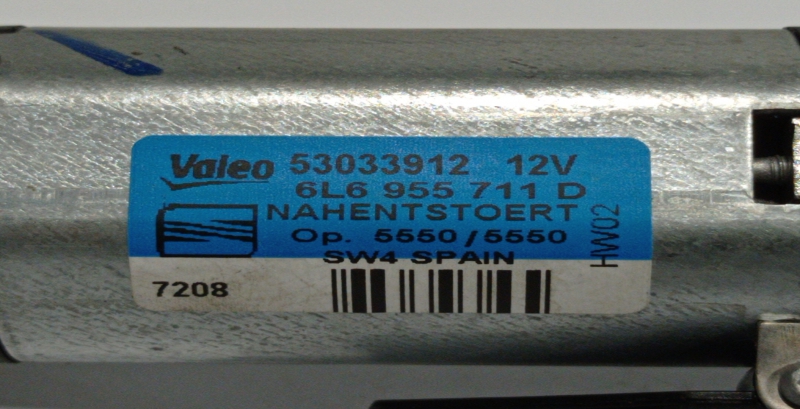 Valeo 53033912 12V
6L6 955 711 D
NAHENTSTOERT
Op. 5550/5550
SW4 SPAIN
7208
HW02